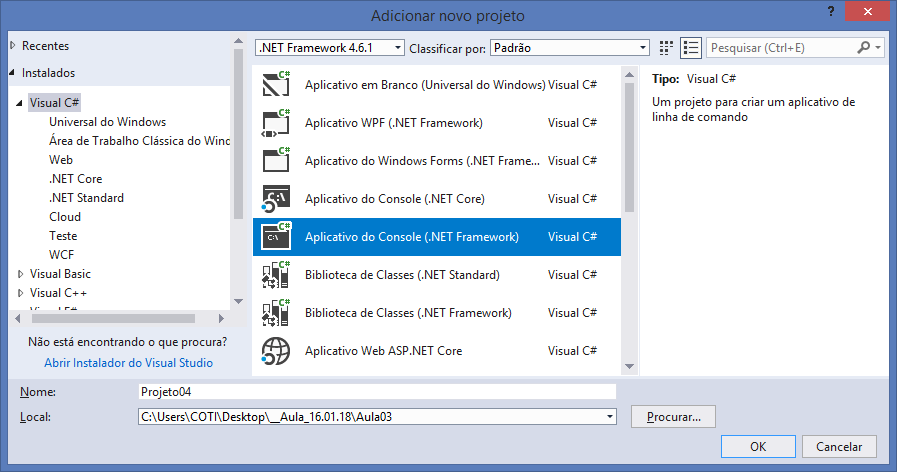 Adicionar novo projeto
? ×
Recentes
Instalados
Visual C#
Universal do Windows
Área de Trabalho Clássica do Winc
Web
.NET Core
.NET Standard
Cloud
Teste
WCF
Visual Basic
Visual C++
Não está encontrando o que procura?
Abrir Instalador do Visual Studio
.NET Framework 4.6.1 Classificar por: Padrão Pesquisar (Ctrl+E)
Aplicativo em Branco (Universal do Windows) Visual C#
Aplicativo WPF (.NET Framework) Visual C#
Aplicativo do Windows Forms (.NET Frame... Visual C#
Aplicativo do Console (.NET Core) Visual C#
Aplicativo do Console (.NET Framework) Visual C#
Biblioteca de Classes (.NET Standard) Visual C#
Biblioteca de Classes (.NET Framework) Visual C#
Aplicativo Web ASP.NET Core Visual C#
Tipo: Visual C#
Um projeto para criar um aplicativo de
linha de comando
Nome: Projeto04
Local: C:\Users\COTI\Desktop\__Aula_16.01.18\Aula03 Procurar...
OK Cancelar